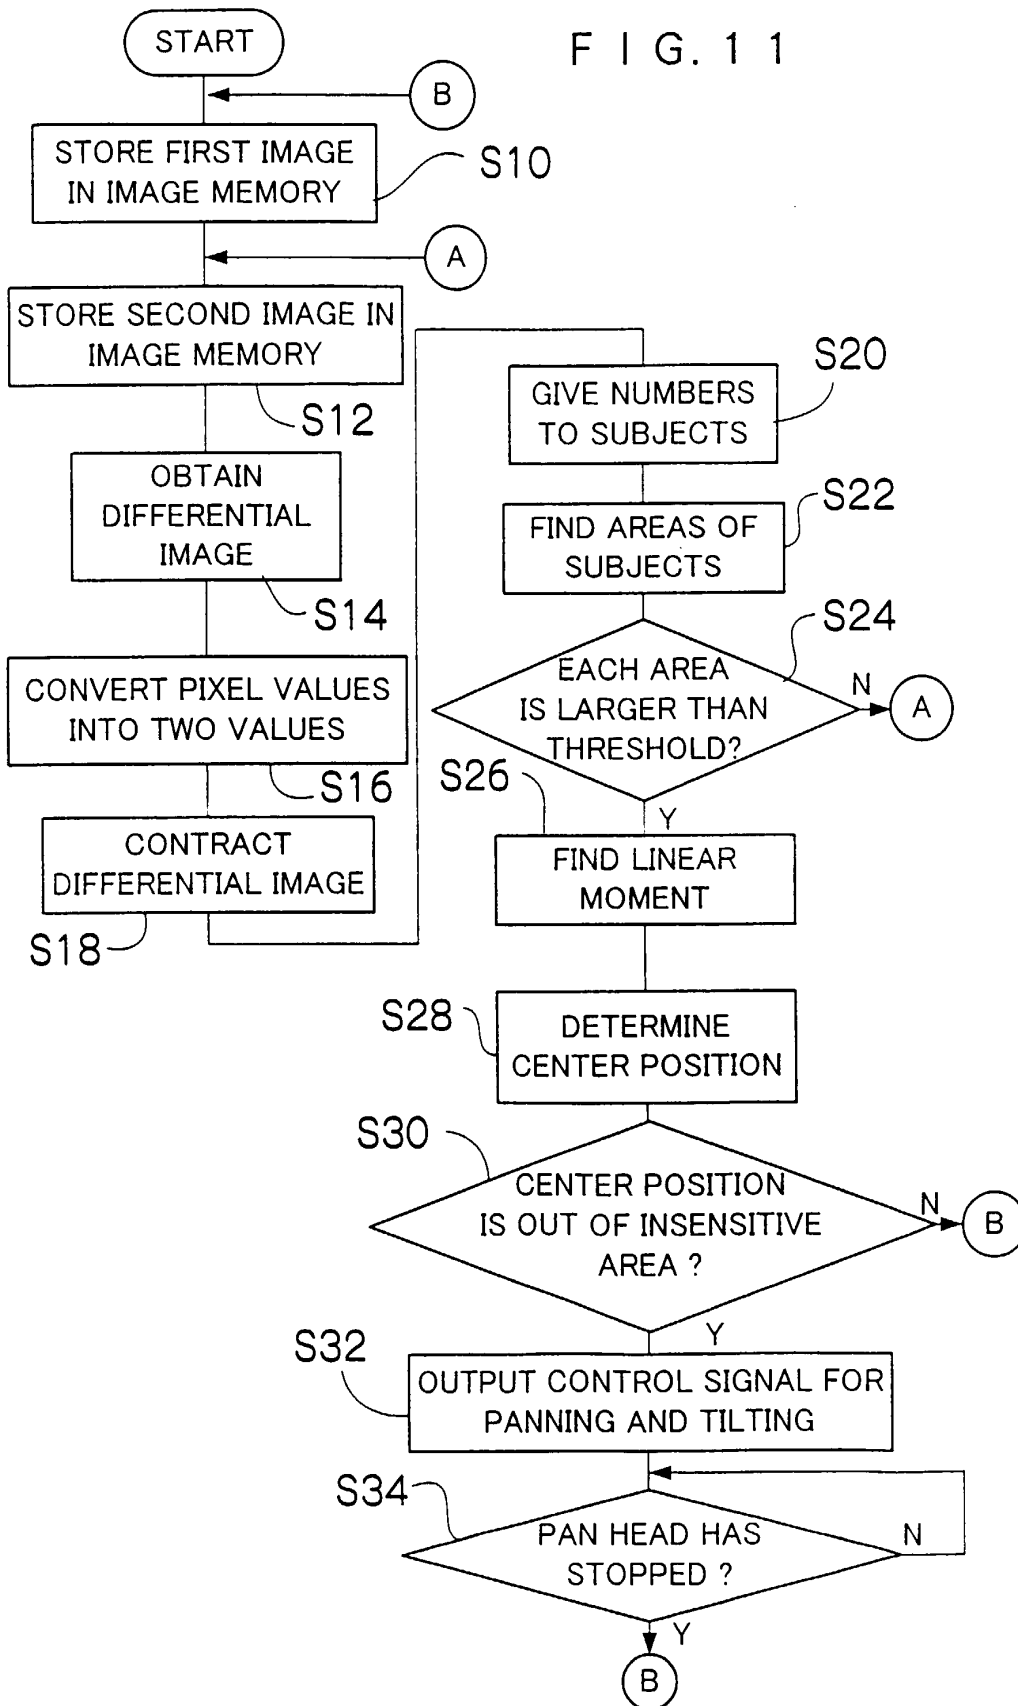 F I G. 1 1
START
B
STORE FIRST IMAGE
IN IMAGE MEMORY
S10
A
STORE SECOND IMAGE IN
IMAGE MEMORY
S12
OBTAIN
DIFFERENTIAL
IMAGE
S14
CONVERT PIXEL VALUES
INTO TWO VALUES
S16
CONTRACT
DIFFERENTIAL IMAGE
S18
S20
GIVE NUMBERS
TO SUBJECTS
S22
FIND AREAS OF
SUBJECTS
S24
EACH AREA
IS LARGER THAN
THRESHOLD?
N
A
Y
S26
FIND LINEAR
MOMENT
S28
DETERMINE
CENTER POSITION
S30
CENTER POSITION
IS OUT OF INSENSITIVE
AREA ?
N
B
Y
S32
OUTPUT CONTROL SIGNAL FOR
PANNING AND TILTING
S34
PAN HEAD HAS
STOPPED ?
N
Y
B